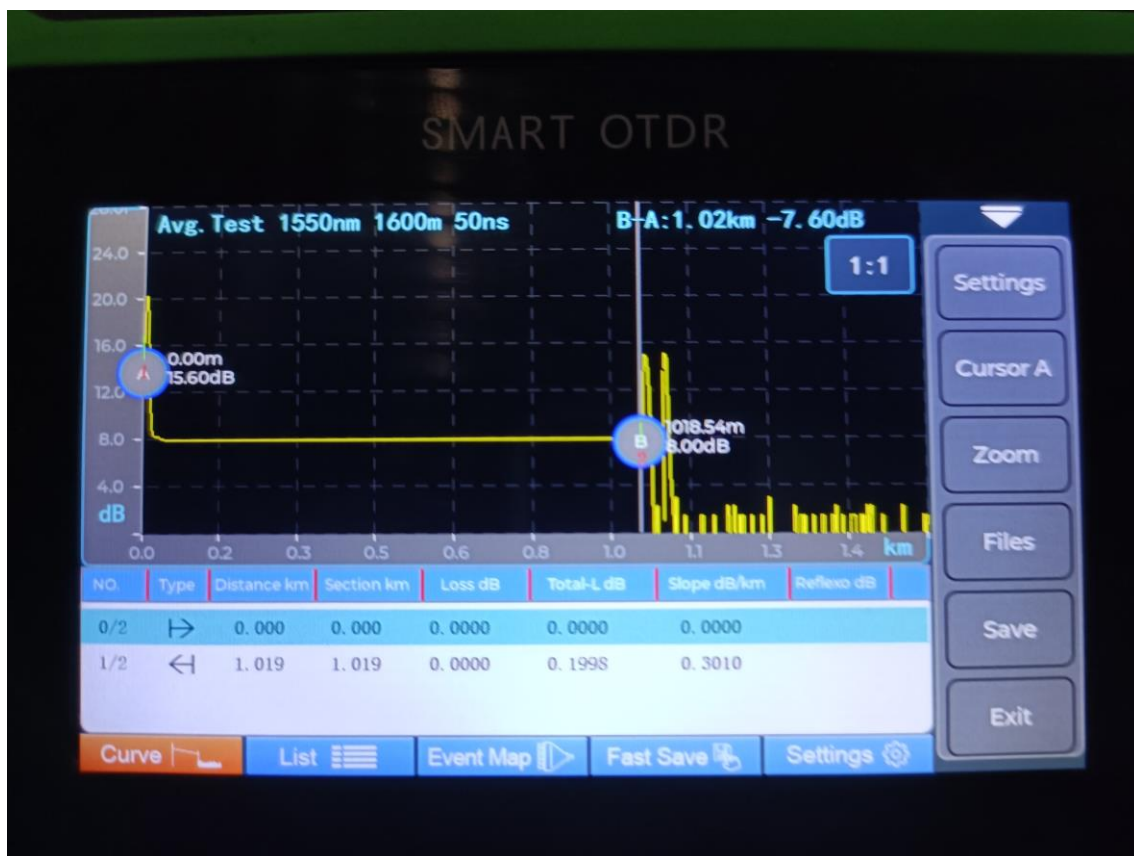 SMART OTDR
Avg. Test 1550nm 1600m 50ns B-A:1.02km -7.60dB
1:1
24.0
20.0
16.0
12.0
8.0
4.0
dB
A
0.00m
15.60dB
B
1018.54m
8.00dB
0.0 0.2 0.3 0.5 0.6 0.8 1.0 1.1 1.3 1.4 km
NO. Type Distance km Section km Loss dB Total-L dB Slope dB/km Reflexo dB
0/2 0.000 0.000 0.0000 0.0000 0.0000
1/2 1.019 1.019 0.0000 0.1998 0.3010
Curve List Event Map Fast Save Settings
Settings
Cursor A
Zoom
Files
Save
Exit